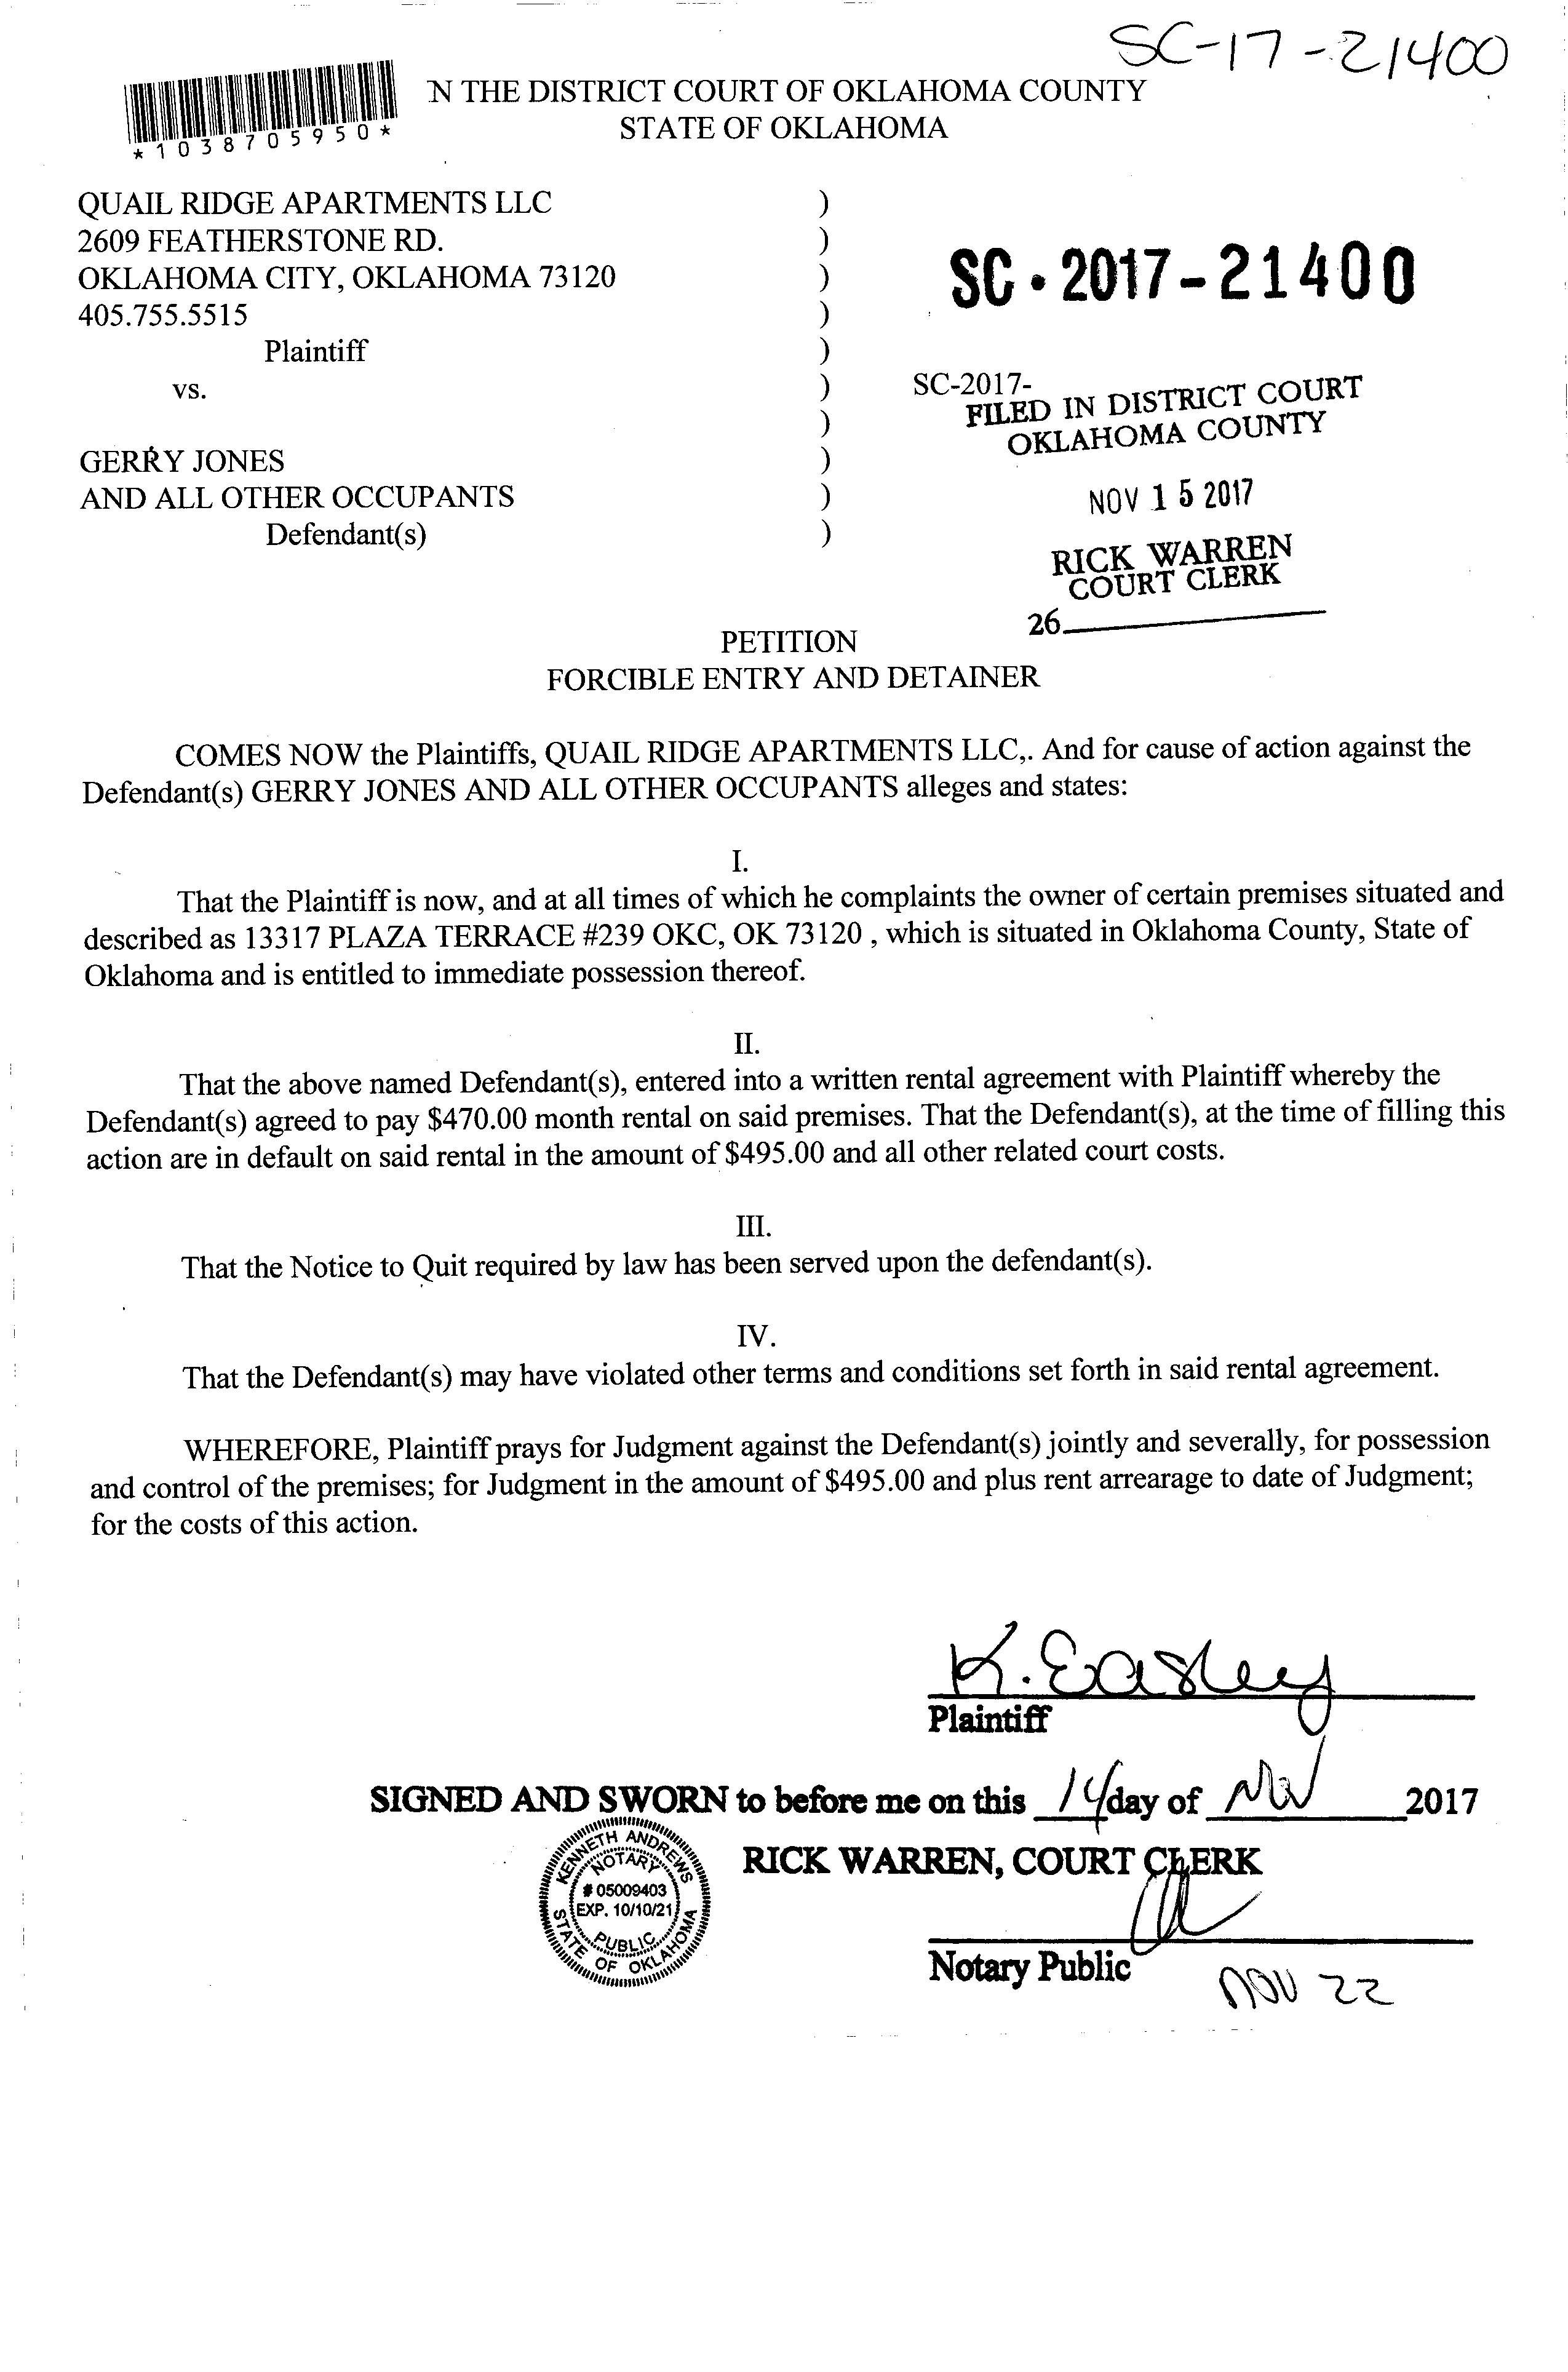 SC-17-21400
*1038705950*
N THE DISTRICT COURT OF OKLAHOMA COUNTY
STATE OF OKLAHOMA
QUAIL RIDGE APARTMENTS LLC )
2609 FEATHERSTONE RD. )
OKLAHOMA CITY, OKLAHOMA 73120 )
405.755.5515 )
Plaintiff )
vs. )
)
GERRY JONES )
AND ALL OTHER OCCUPANTS )
Defendant(s) )
SC·2017-21400
SC-2017-
FILED IN DISTRICT COURT
OKLAHOMA COUNTY
NOV 15 2017
RICK WARREN
COURT CLERK
26
PETITION
FORCIBLE ENTRY AND DETAINER
COMES NOW the Plaintiffs, QUAIL RIDGE APARTMENTS LLC,. And for cause of action against the
Defendant(s) GERRY JONES AND ALL OTHER OCCUPANTS alleges and states:
I.
That the Plaintiff is now, and at all times of which he complaints the owner of certain premises situated and
described as 13317 PLAZA TERRACE #239 OKC, OK 73120 , which is situated in Oklahoma County, State of
Oklahoma and is entitled to immediate possession thereof.
II.
That the above named Defendant(s), entered into a written rental agreement with Plaintiff whereby the
Defendant(s) agreed to pay $470.00 month rental on said premises. That the Defendant(s), at the time of filling this
action are in default on said rental in the amount of $495.00 and all other related court costs.
III.
That the Notice to Quit required by law has been served upon the defendant(s).
IV.
That the Defendant(s) may have violated other terms and conditions set forth in said rental agreement.
WHEREFORE, Plaintiff prays for Judgment against the Defendant(s) jointly and severally, for possession
and control of the premises; for Judgment in the amount of $495.00 and plus rent arrearage to date of Judgment;
for the costs of this action.
K. Easley
Plaintiff
SIGNED AND SWORN to before me on this 14 day of Nov 2017
RICK WARREN, COURT CLERK
KENNETH ANDREWS
NOTARY
# 05009403
EXP. 10/10/21
PUBLIC
STATE OF OKLAHOMA
Notary Public
NOV 22